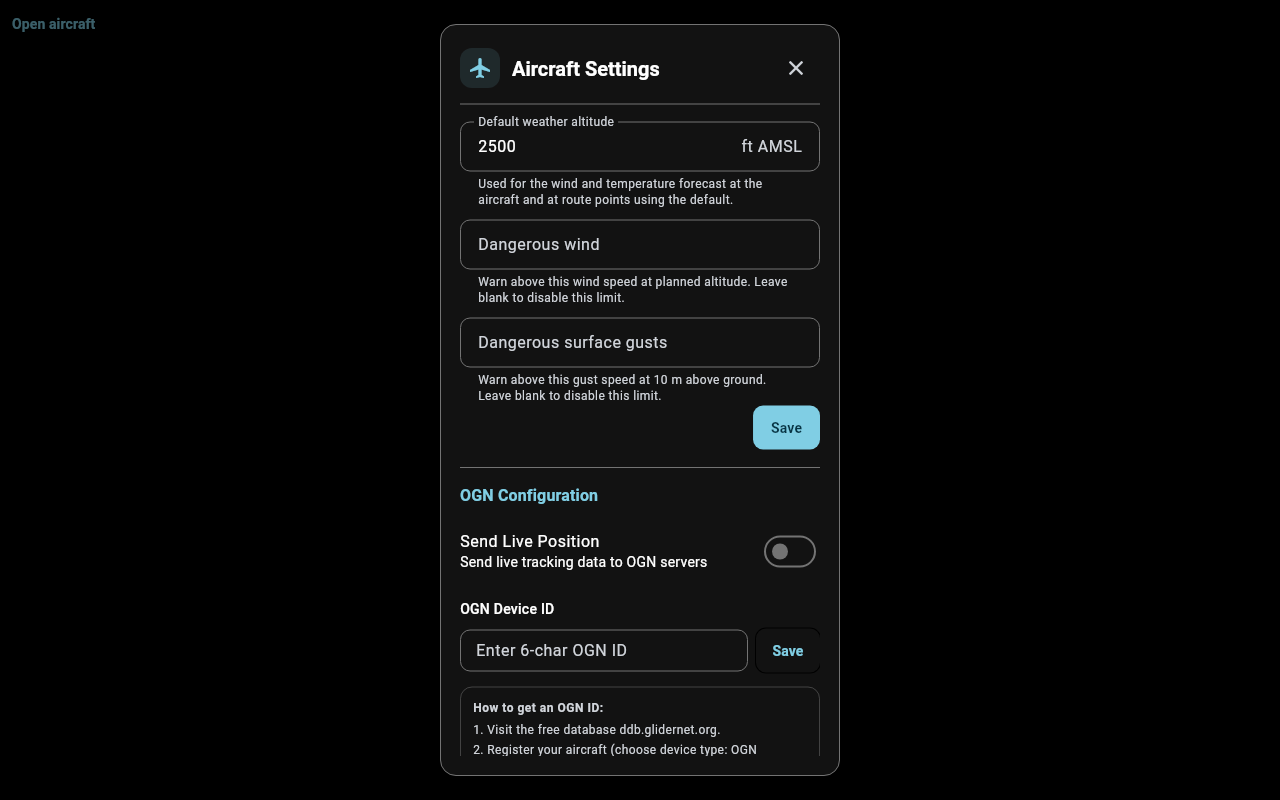 Open aircraft
Aircraft Settings
Default weather altitude
2500 ft AMSL
Used for the wind and temperature forecast at the
aircraft and at route points using the default.
Dangerous wind
Warn above this wind speed at planned altitude. Leave
blank to disable this limit.
Dangerous surface gusts
Warn above this gust speed at 10 m above ground.
Leave blank to disable this limit.
Save
OGN Configuration
Send Live Position
Send live tracking data to OGN servers
OGN Device ID
Enter 6-char OGN ID
Save
How to get an OGN ID:
1. Visit the free database ddb.glidernet.org.
2. Register your aircraft (choose device type: OGN